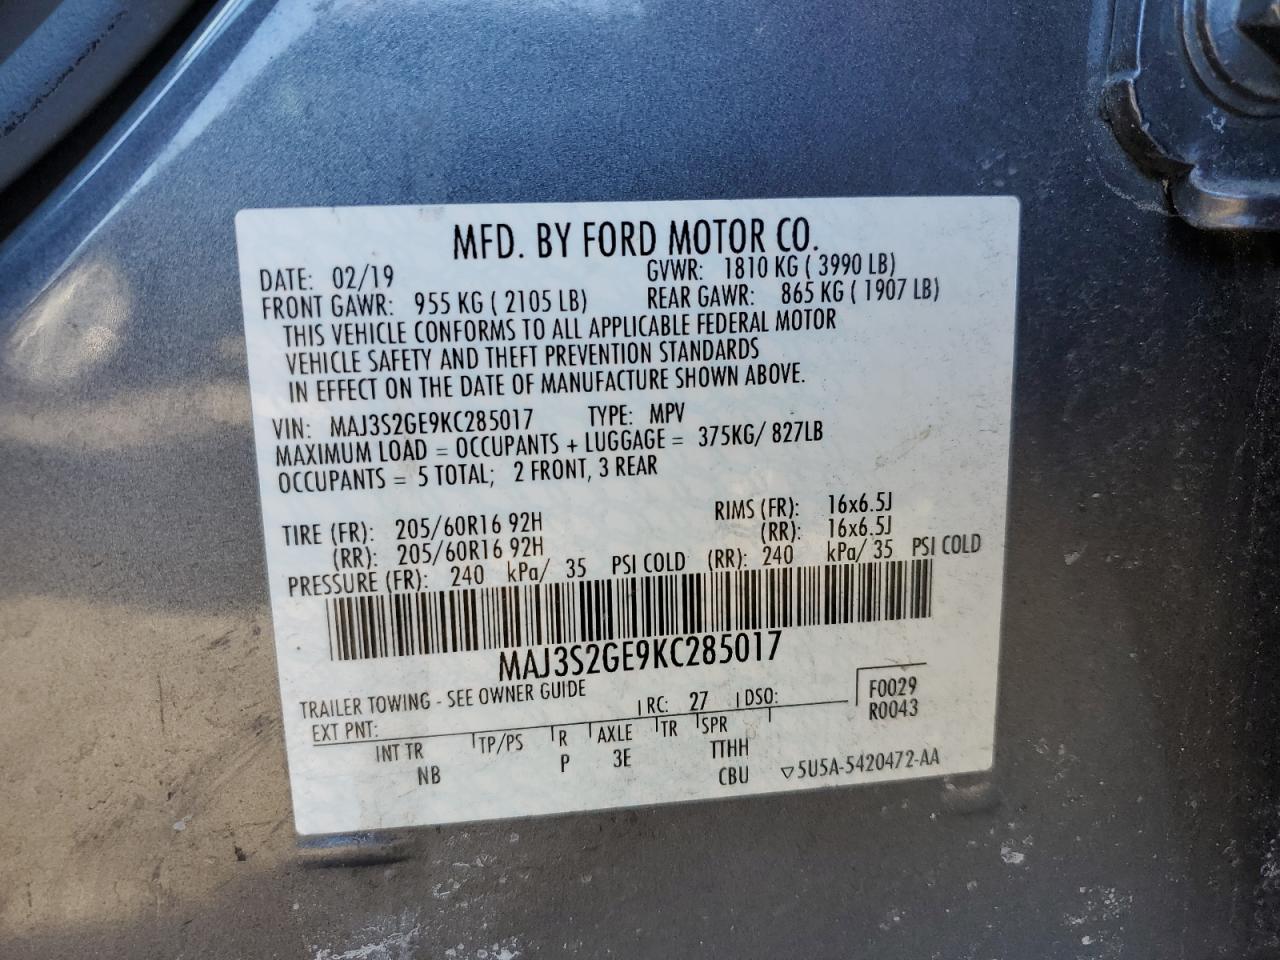 MFD. BY FORD MOTOR CO.
DATE: 02/19 GVWR: 1810 KG ( 3990 LB)
FRONT GAWR: 955 KG ( 2105 LB) REAR GAWR: 865 KG ( 1907 LB)
THIS VEHICLE CONFORMS TO ALL APPLICABLE FEDERAL MOTOR
VEHICLE SAFETY AND THEFT PREVENTION STANDARDS
IN EFFECT ON THE DATE OF MANUFACTURE SHOWN ABOVE.
VIN: MAJ3S2GE9KC285017 TYPE: MPV
MAXIMUM LOAD = OCCUPANTS + LUGGAGE = 375KG/ 827LB
OCCUPANTS = 5 TOTAL; 2 FRONT, 3 REAR
TIRE (FR): 205/60R16 92H RIMS (FR): 16x6.5J
(RR): 205/60R16 92H (RR): 16x6.5J
PRESSURE (FR): 240 kPa/ 35 PSI COLD (RR): 240 kPa/ 35 PSI COLD
MAJ3S2GE9KC285017
TRAILER TOWING - SEE OWNER GUIDE
EXT PNT: RC: 27 DSO: F0029
R0043
INT TR TP/PS R AXLE TR SPR
NB P 3E TTHH
CBU ▽5U5A-5420472-AA